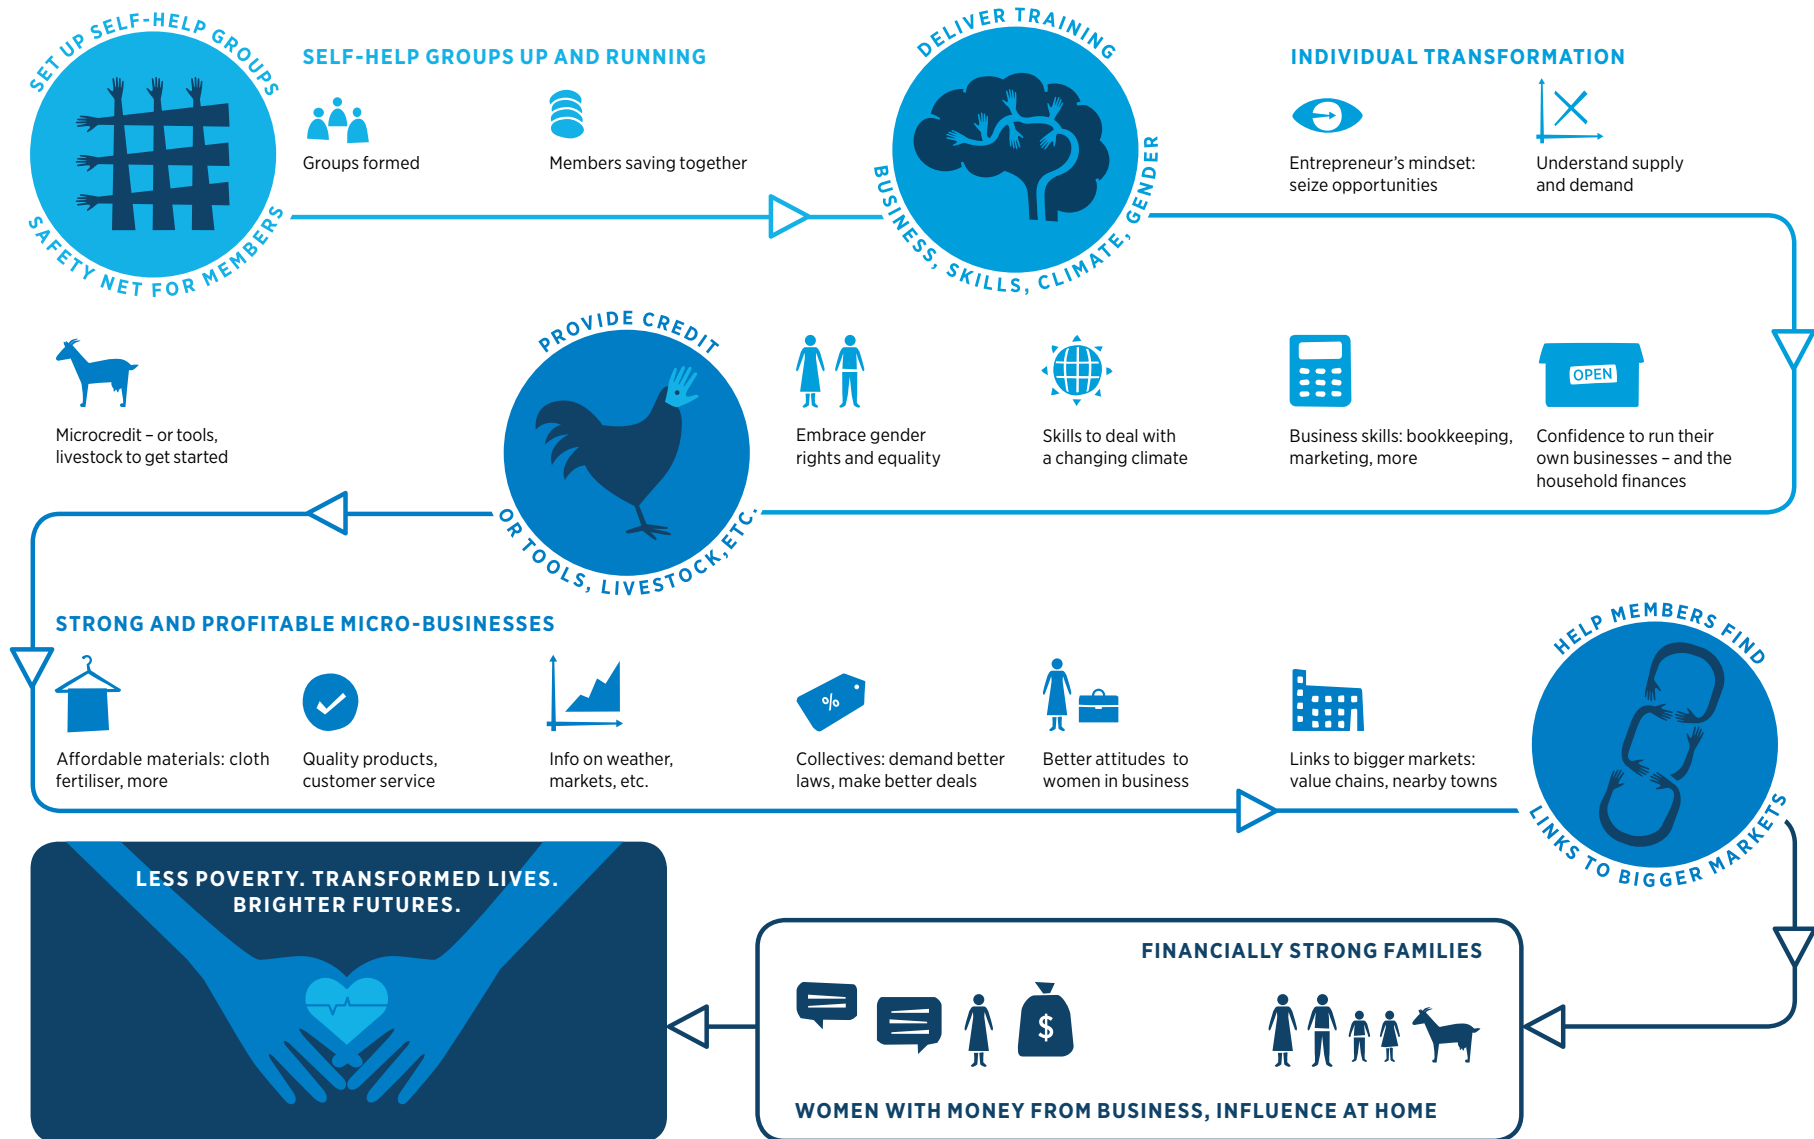 SET UP SELF-HELP GROUPS
SAFETY NET FOR MEMBERS
SELF-HELP GROUPS UP AND RUNNING
Groups formed
Members saving together
DELIVER TRAINING
BUSINESS, SKILLS, CLIMATE, GENDER
INDIVIDUAL TRANSFORMATION
Entrepreneur’s mindset:
seize opportunities
Understand supply
and demand
OPEN
Confidence to run their
own businesses – and the
household finances
Business skills: bookkeeping,
marketing, more
Skills to deal with
a changing climate
Embrace gender
rights and equality
PROVIDE CREDIT
OR TOOLS, LIVESTOCK,ETC.
Microcredit – or tools,
livestock to get started
STRONG AND PROFITABLE MICRO-BUSINESSES
Affordable materials: cloth
fertiliser, more
Quality products,
customer service
Info on weather,
markets, etc.
%
Collectives: demand better
laws, make better deals
Better attitudes to
women in business
Links to bigger markets:
value chains, nearby towns
HELP MEMBERS FIND
LINKS TO BIGGER MARKETS
FINANCIALLY STRONG FAMILIES
$
WOMEN WITH MONEY FROM BUSINESS, INFLUENCE AT HOME
LESS POVERTY. TRANSFORMED LIVES.
BRIGHTER FUTURES.